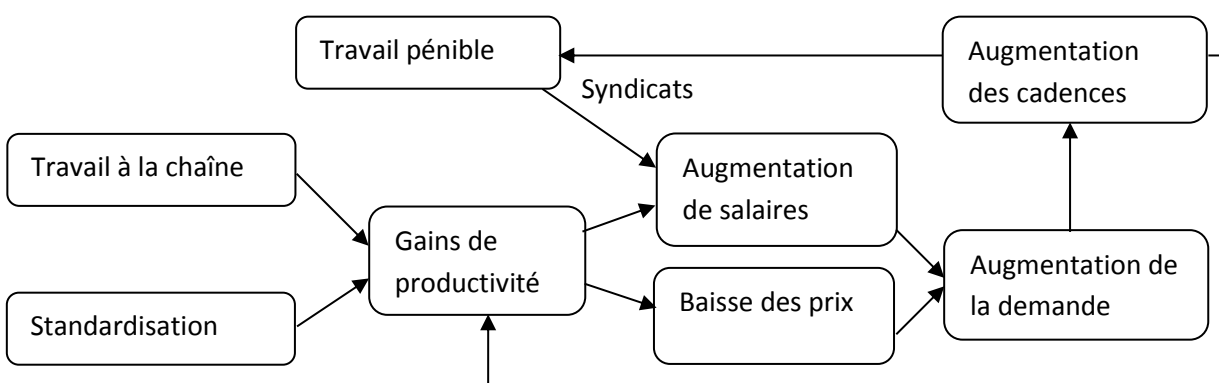 Travail pénible
Augmentation
des cadences
Syndicats
Travail à la chaîne
Augmentation
de salaires
Gains de
productivité
Augmentation de
la demande
Baisse des prix
Standardisation